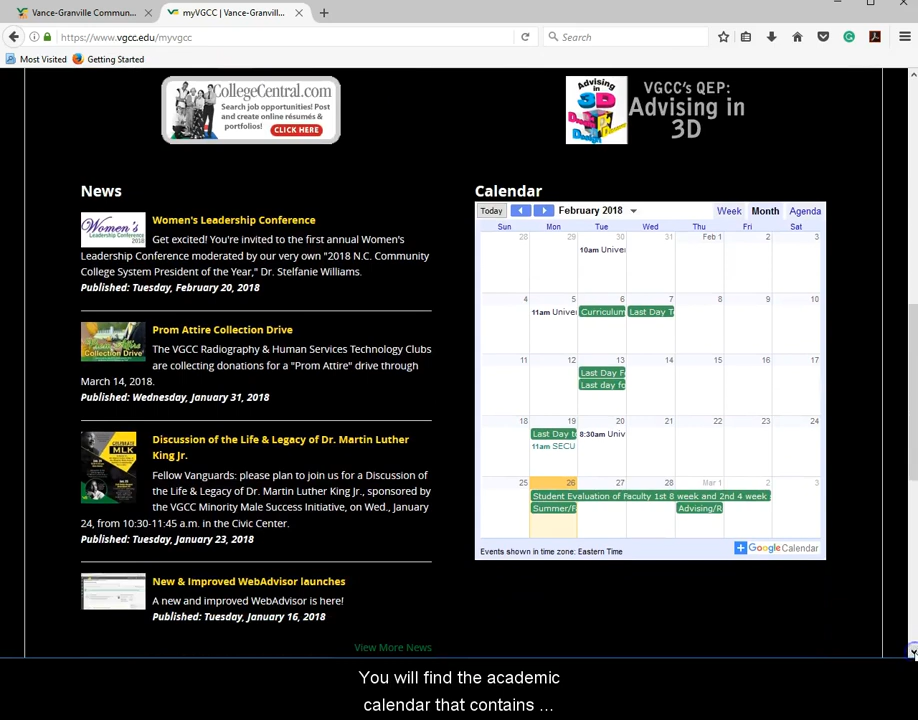 Vance-Granville Commun...
myVGCC | Vance-Granvill...
https://www.vgcc.edu/myvgcc
Search
Most Visited
Getting Started
CollegeCentral.com
Search job opportunities! Post
and create online résumés &
portfolios!
CLICK HERE
Advising in
3D
VGCC's QEP:
Advising in
3D
News
Women's
Leadership Conference
2018
Women's Leadership Conference
Get excited! You're invited to the first annual Women's
Leadership Conference moderated by our very own "2018 N.C. Community
College System President of the Year," Dr. Stelfanie Williams.
Published: Tuesday, February 20, 2018
Collection Drive
Prom Attire Collection Drive
The VGCC Radiography & Human Services Technology Clubs
are collecting donations for a "Prom Attire" drive through
March 14, 2018.
Published: Wednesday, January 31, 2018
CELEBRATE
MLK
Discussion of the Life & Legacy of Dr. Martin Luther
King Jr.
Fellow Vanguards: please plan to join us for a Discussion of
the Life & Legacy of Dr. Martin Luther King Jr., sponsored by
the VGCC Minority Male Success Initiative, on Wed., January
24, from 10:30-11:45 a.m. in the Civic Center.
Published: Tuesday, January 23, 2018
New & Improved WebAdvisor launches
A new and improved WebAdvisor is here!
Published: Tuesday, January 16, 2018
View More News
Calendar
Today
February 2018
Week
Month
Agenda
Sun Mon Tue Wed Thu Fri Sat
28 29 30 31 Feb 1 2 3
10am Univer
4 5 6 7 8 9 10
11am Univer Curriculum Last Day T
11 12 13 14 15 16 17
Last Day F
Last day fo
18 19 20 21 22 23 24
Last Day to 8:30am Univ
11am SECU
25 26 27 28 Mar 1 2 3
Student Evaluation of Faculty 1st 8 week and 2nd 4 week
Summer/F Advising/R
Events shown in time zone: Eastern Time
Google Calendar
You will find the academic
calendar that contains ...